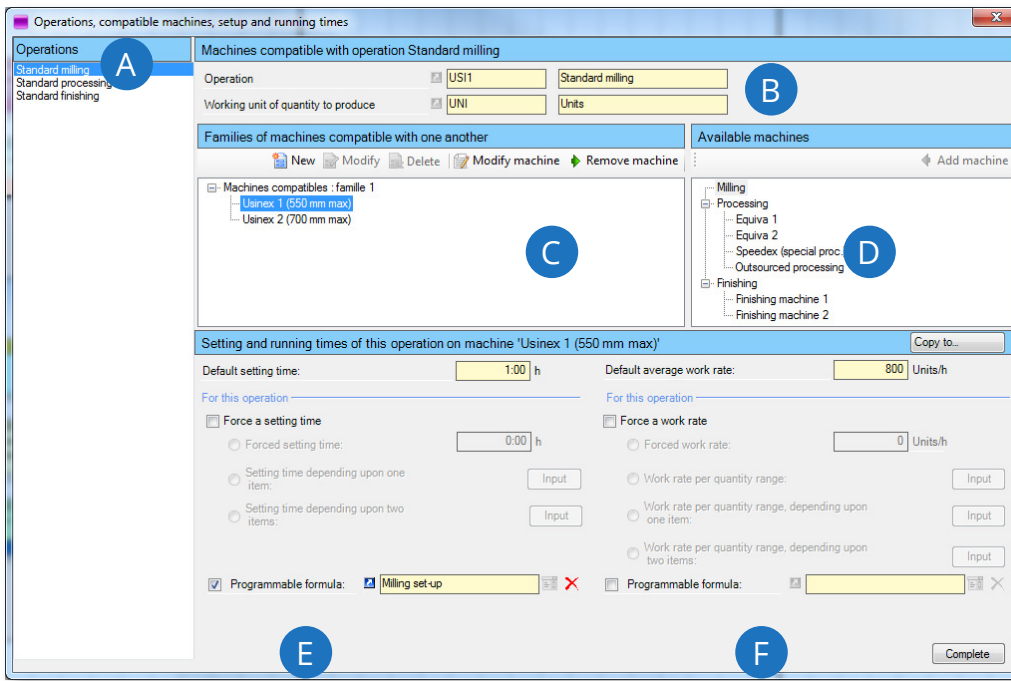 Operations, compatible machines, setup and running times
x
Operations
Standard milling
Standard processing
Standard finishing
A
Machines compatible with operation Standard milling
Operation USI1 Standard milling
Working unit of quantity to produce UNI Units
B
Families of machines compatible with one another
New Modify Delete Modify machine Remove machine
Machines compatibles : famille 1
Usinex 1 (550 mm max)
Usinex 2 (700 mm max)
C
Available machines
Add machine
Milling
Processing
Equiva 1
Equiva 2
Speedex (special proc.
Outsourced processing
Finishing
Finishing machine 1
Finishing machine 2
D
Setting and running times of this operation on machine 'Usinex 1 (550 mm max)' Copy to...
Default setting time: 1:00 h
For this operation
Force a setting time
Forced setting time: 0:00 h
Setting time depending upon one
item: Input
Setting time depending upon two
items: Input
Programmable formula: Milling set-up
E
Default average work rate: 800 Units/h
For this operation
Force a work rate
Forced work rate: 0 Units/h
Work rate per quantity range: Input
Work rate per quantity range, depending upon
one item: Input
Work rate per quantity range, depending upon
two items: Input
Programmable formula:
F
Complete